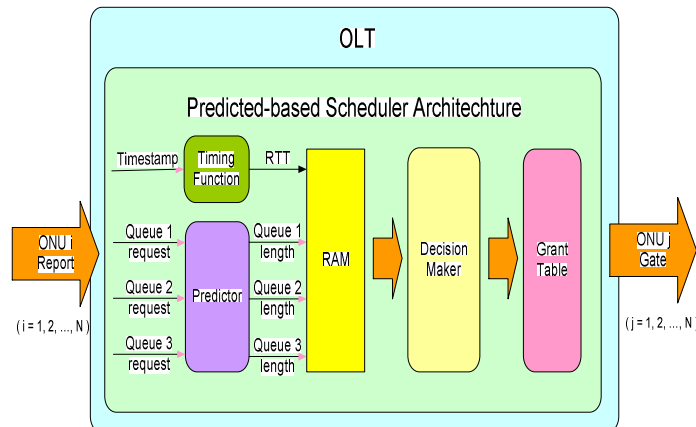 OLT
Predicted-based Scheduler Architechture
Timestamp
Timing
Function
RTT
ONU i
Report
( i = 1, 2, ..., N )
Queue 1
request
Queue 2
request
Queue 3
request
Predictor
Queue 1
length
Queue 2
length
Queue 3
length
RAM
Decision
Maker
Grant
Table
ONU j
Gate
( j = 1, 2, ..., N )